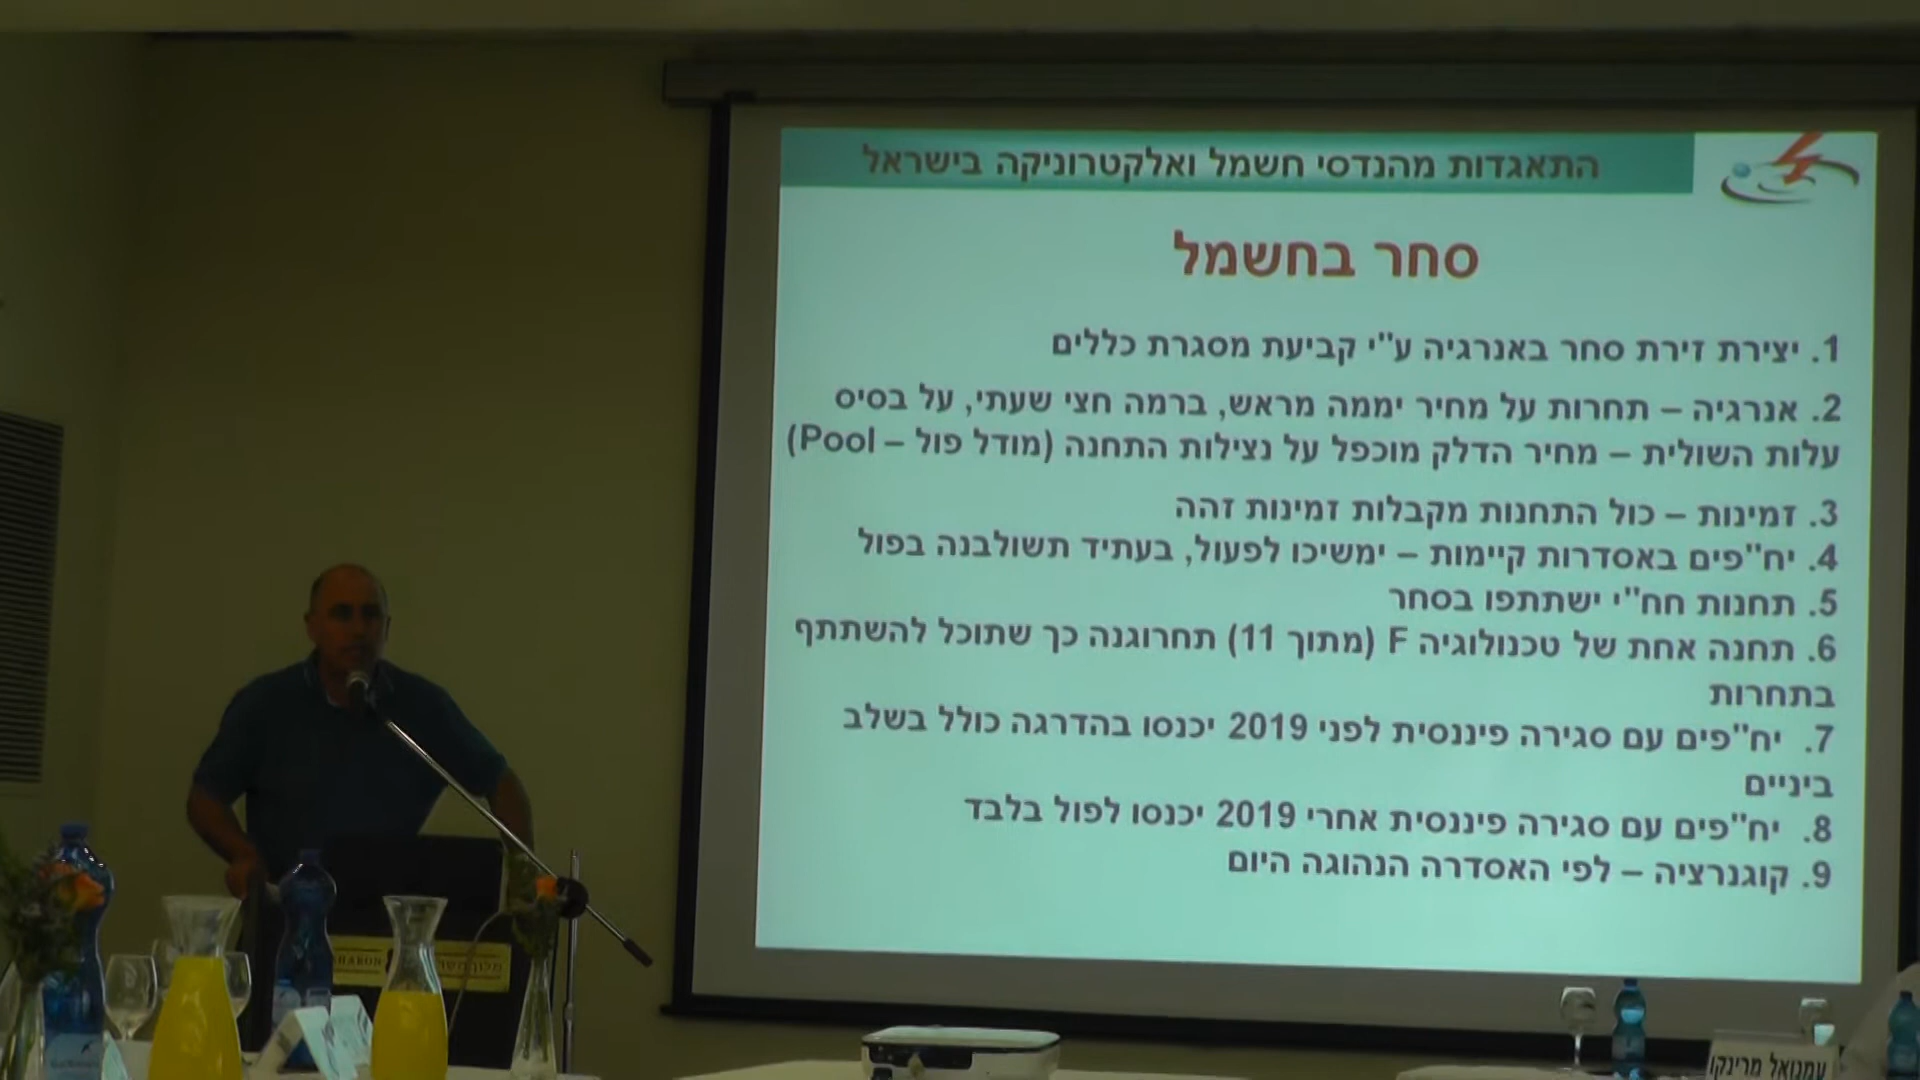 התאגדות מהנדסי חשמל ואלקטרוניקה בישראל
סחר בחשמל
1. יצירת זירת סחר באנרגיה ע"י קביעת מסגרת כללים
2. אנרגיה – תחרות על מחיר יממה מראש, ברמה חצי שעתי, על בסיס
עלות השולית – מחיר הדלק מוכפל על נצילות התחנה (מודל פול – Pool)
3. זמינות – כול התחנות מקבלות זמינות זהה
4. יח"פים באסדרות קיימות – ימשיכו לפעול, בעתיד תשולבנה בפול
5. תחנות חח"י ישתתפו בסחר
6. תחנה אחת של טכנולוגיה F (מתוך 11) תחרוגנה כך שתוכל להשתתף
בתחרות
7. יח"פים עם סגירה פיננסית לפני 2019 יכנסו בהדרגה כולל בשלב
ביניים
8. יח"פים עם סגירה פיננסית אחרי 2019 יכנסו לפול בלבד
9. קוגנרציה – לפי האסדרה הנהוגה היום
עמנואל מרינקו